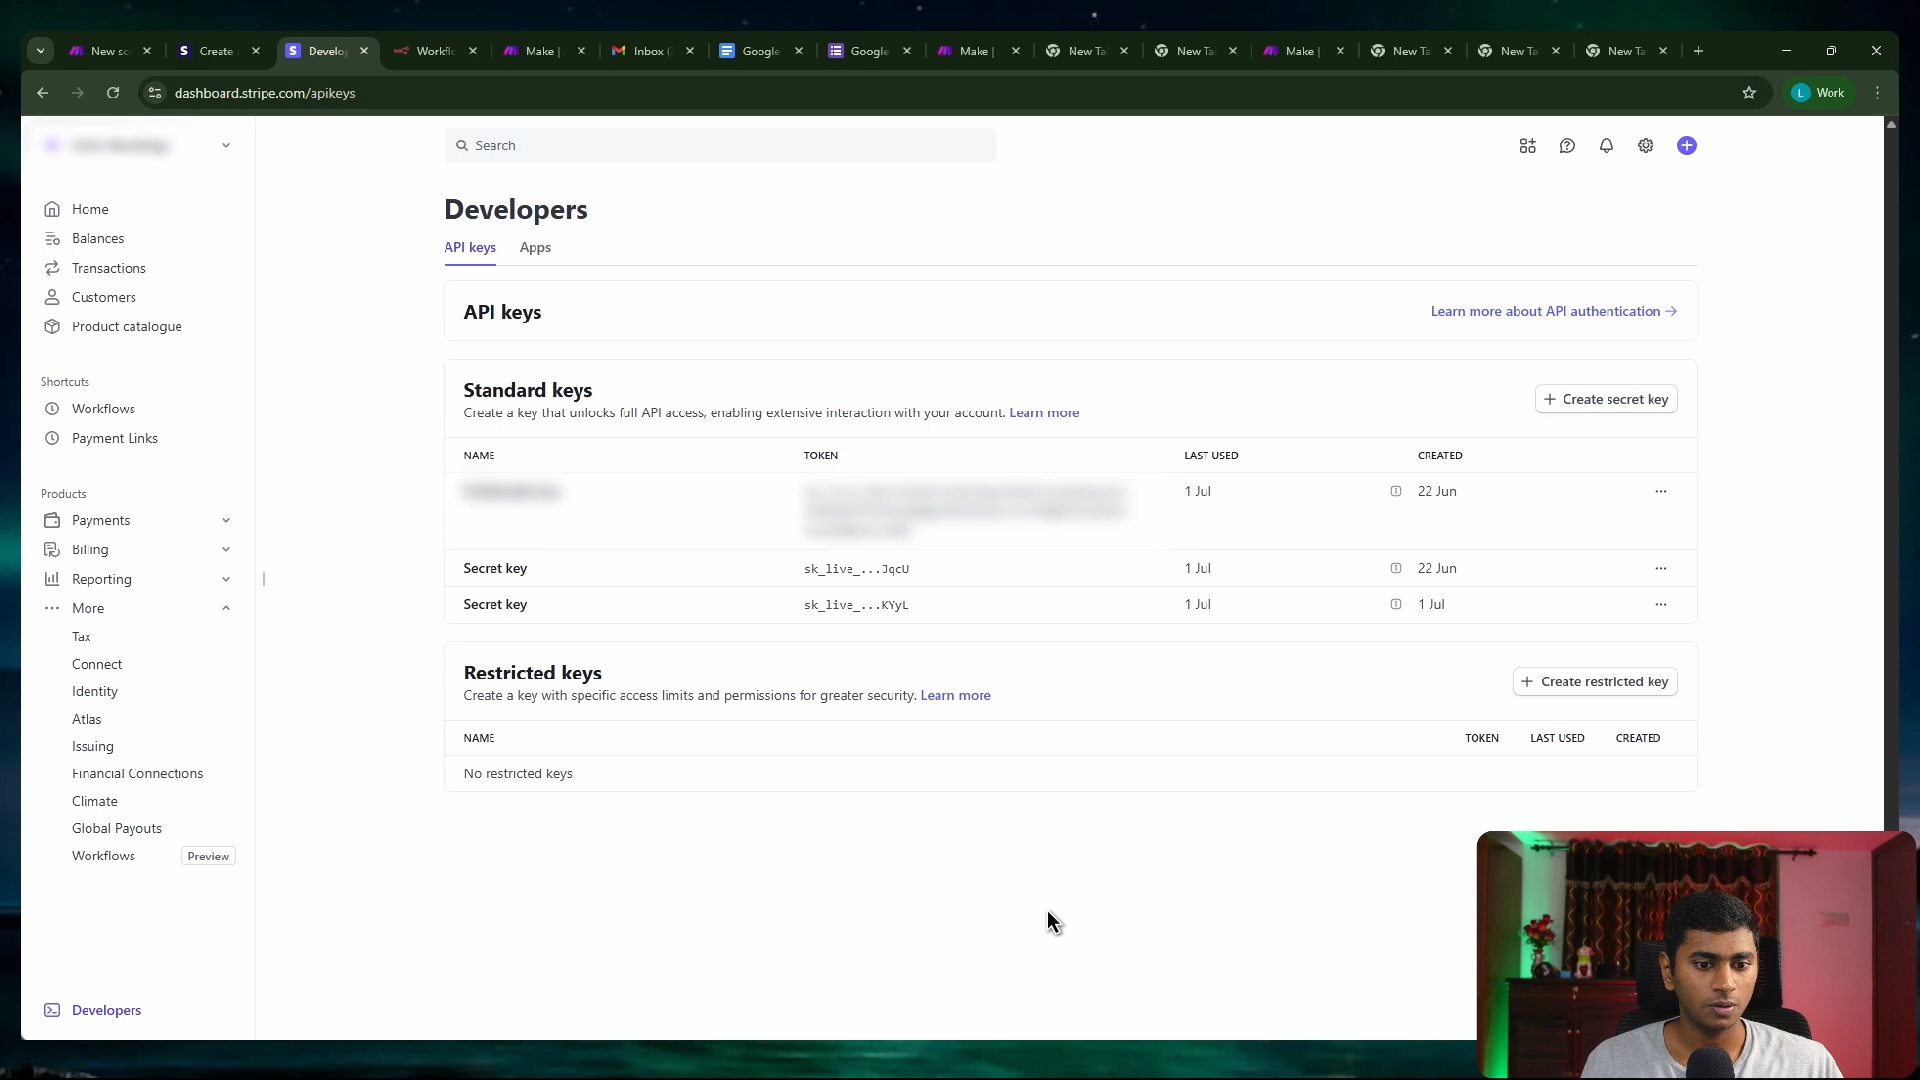 New sc
Create
Develop
Workfl
Make |
Inbox (
Google
Google
Make |
New Ta
New Ta
Make |
New Ta
New Ta
New Ta
dashboard.stripe.com/apikeys
L
Work
Search
Home
Balances
Transactions
Customers
Product catalogue
Shortcuts
Workflows
Payment Links
Products
Payments
Billing
Reporting
More
Tax
Connect
Identity
Atlas
Issuing
Financial Connections
Climate
Global Payouts
Workflows Preview
Developers
Developers
API keys Apps
API keys
Learn more about API authentication →
Standard keys
Create a key that unlocks full API access, enabling extensive interaction with your account. Learn more
+ Create secret key
NAME TOKEN LAST USED CREATED
1 Jul 22 Jun
Secret key sk_live_...JqcU 1 Jul 22 Jun
Secret key sk_live_...KYyL 1 Jul 1 Jul
Restricted keys
Create a key with specific access limits and permissions for greater security. Learn more
+ Create restricted key
NAME TOKEN LAST USED CREATED
No restricted keys